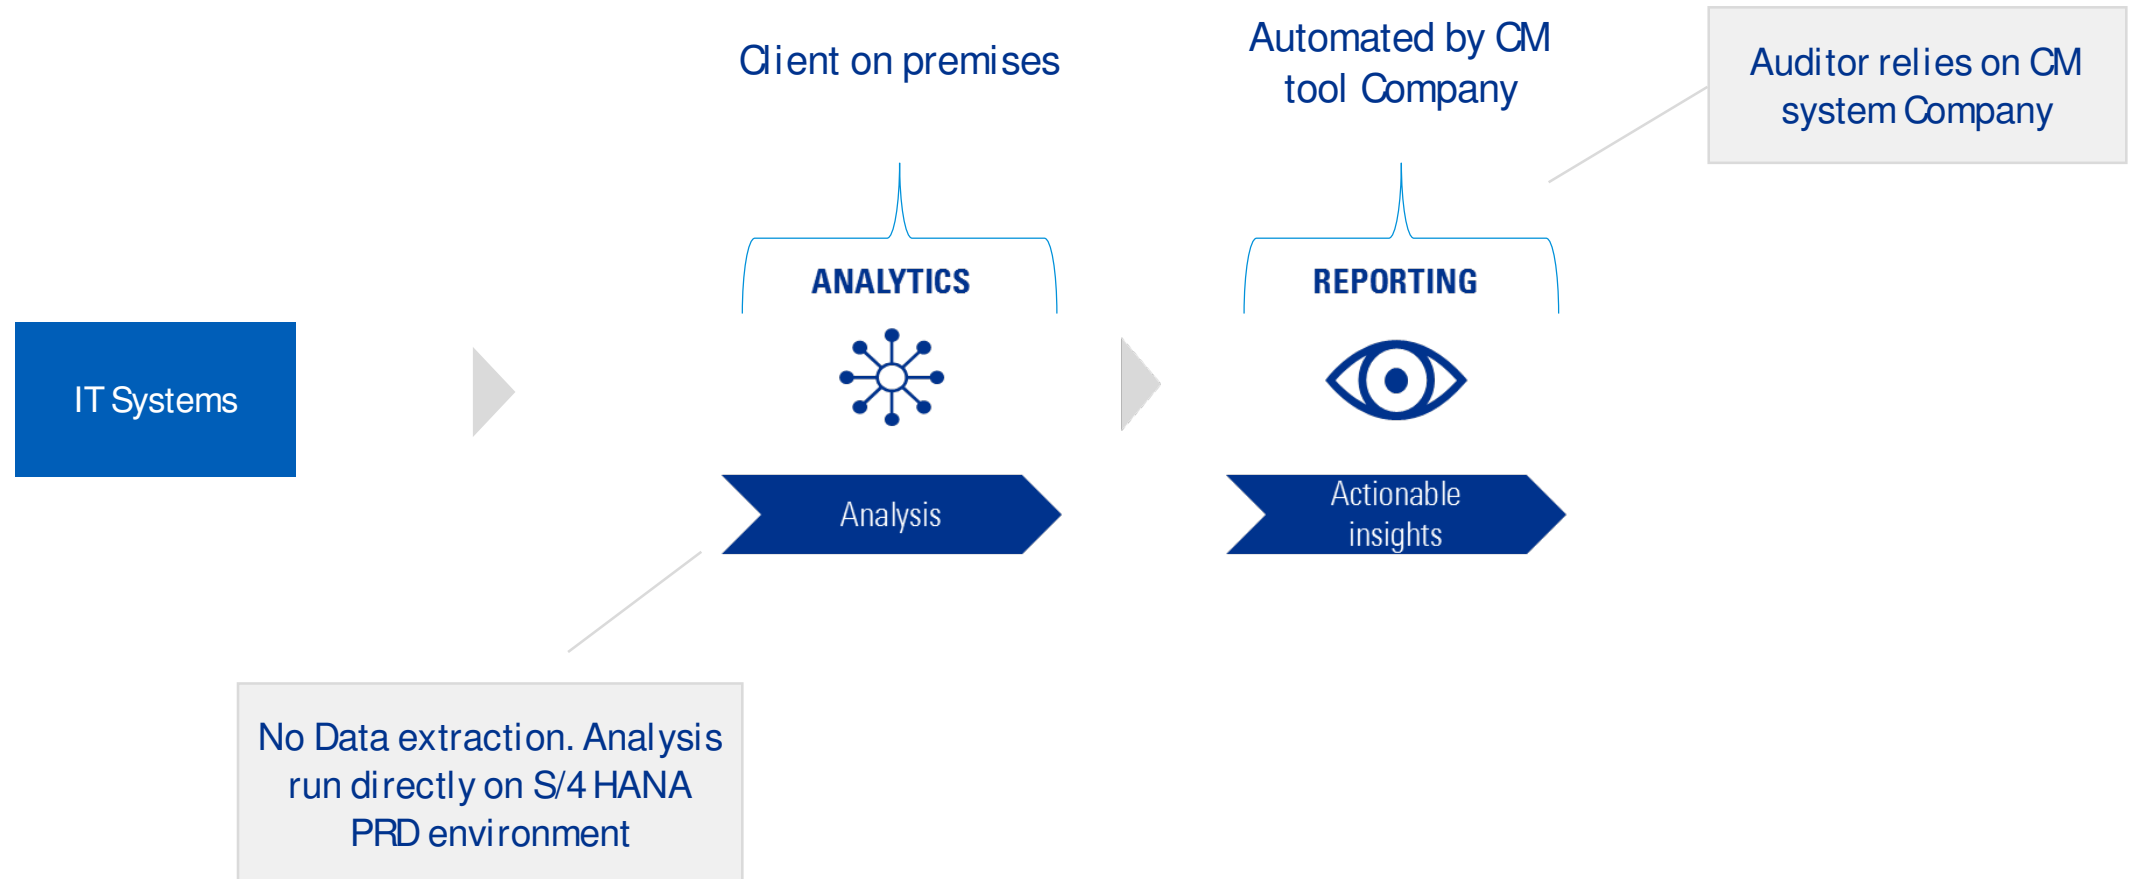 Client on premises
Automated by CM
tool Company
Auditor relies on CM
system Company
ANALYTICS
REPORTING
IT Systems
Analysis
Actionable
insights
No Data extraction. Analysis
run directly on S/4 HANA
PRD environment